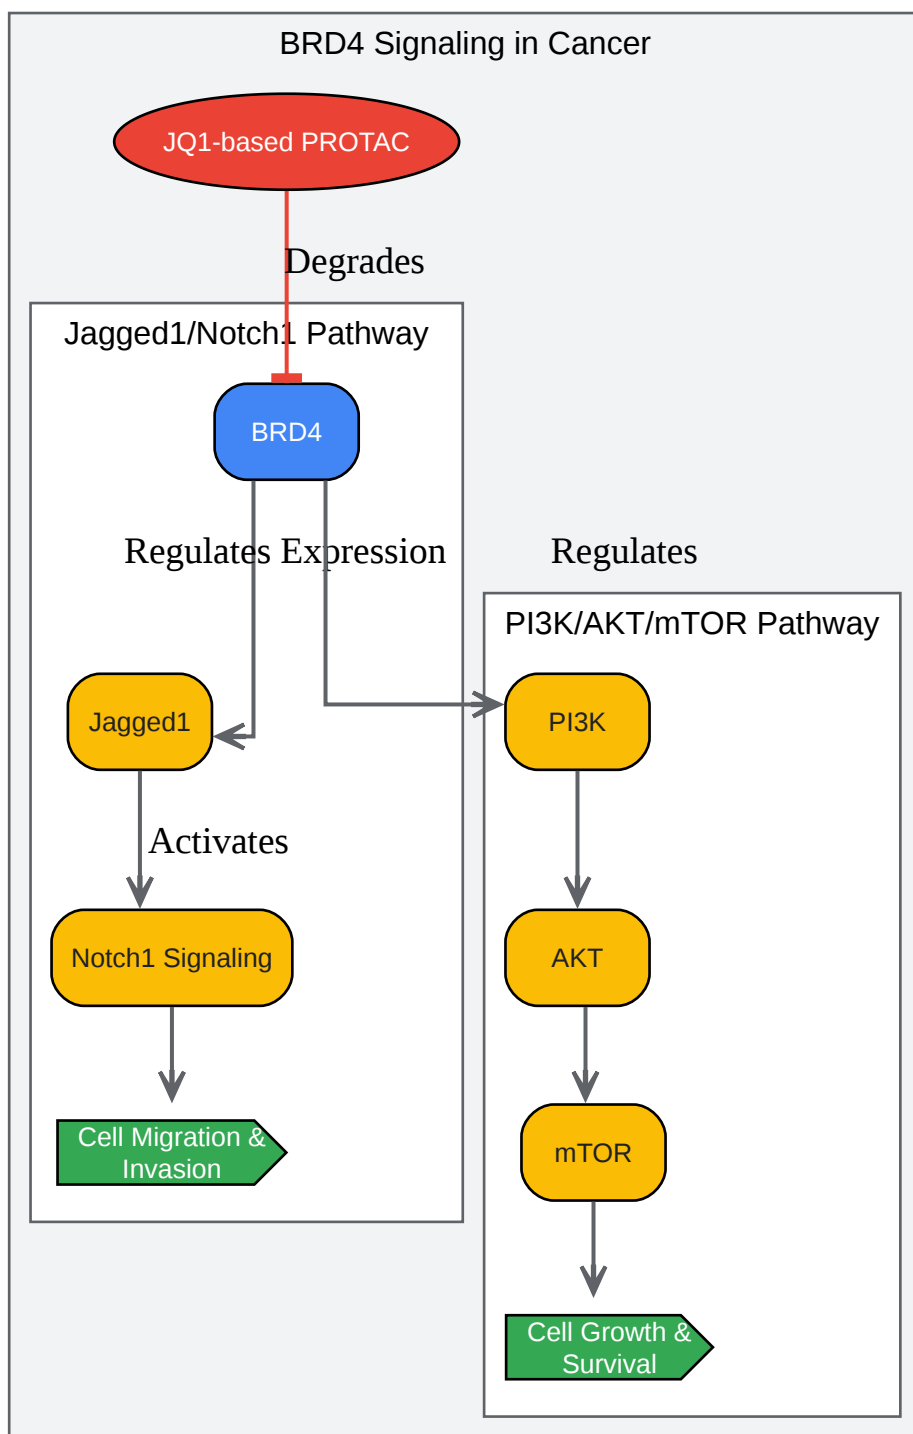 BRD4 Signaling in Cancer
JQ1-based PROTAC
Degrades
Jagged1/Notch1 Pathway
BRD4
Regulates Expression
Regulates
PI3K/AKT/mTOR Pathway
Jagged1
PI3K
Activates
Notch1 Signaling
AKT
Cell Migration &
Invasion
mTOR
Cell Growth &
Survival